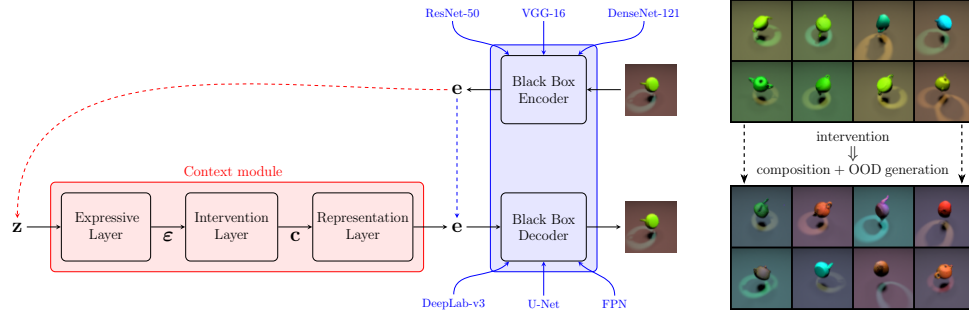 ResNet-50
VGG-16
DenseNet-121
e
Black Box
Encoder
Context module
z
Expressive
Layer
ε
Intervention
Layer
c
Representation
Layer
e
Black Box
Decoder
DeepLab-v3
U-Net
FPN
intervention
⇓
composition + OOD generation